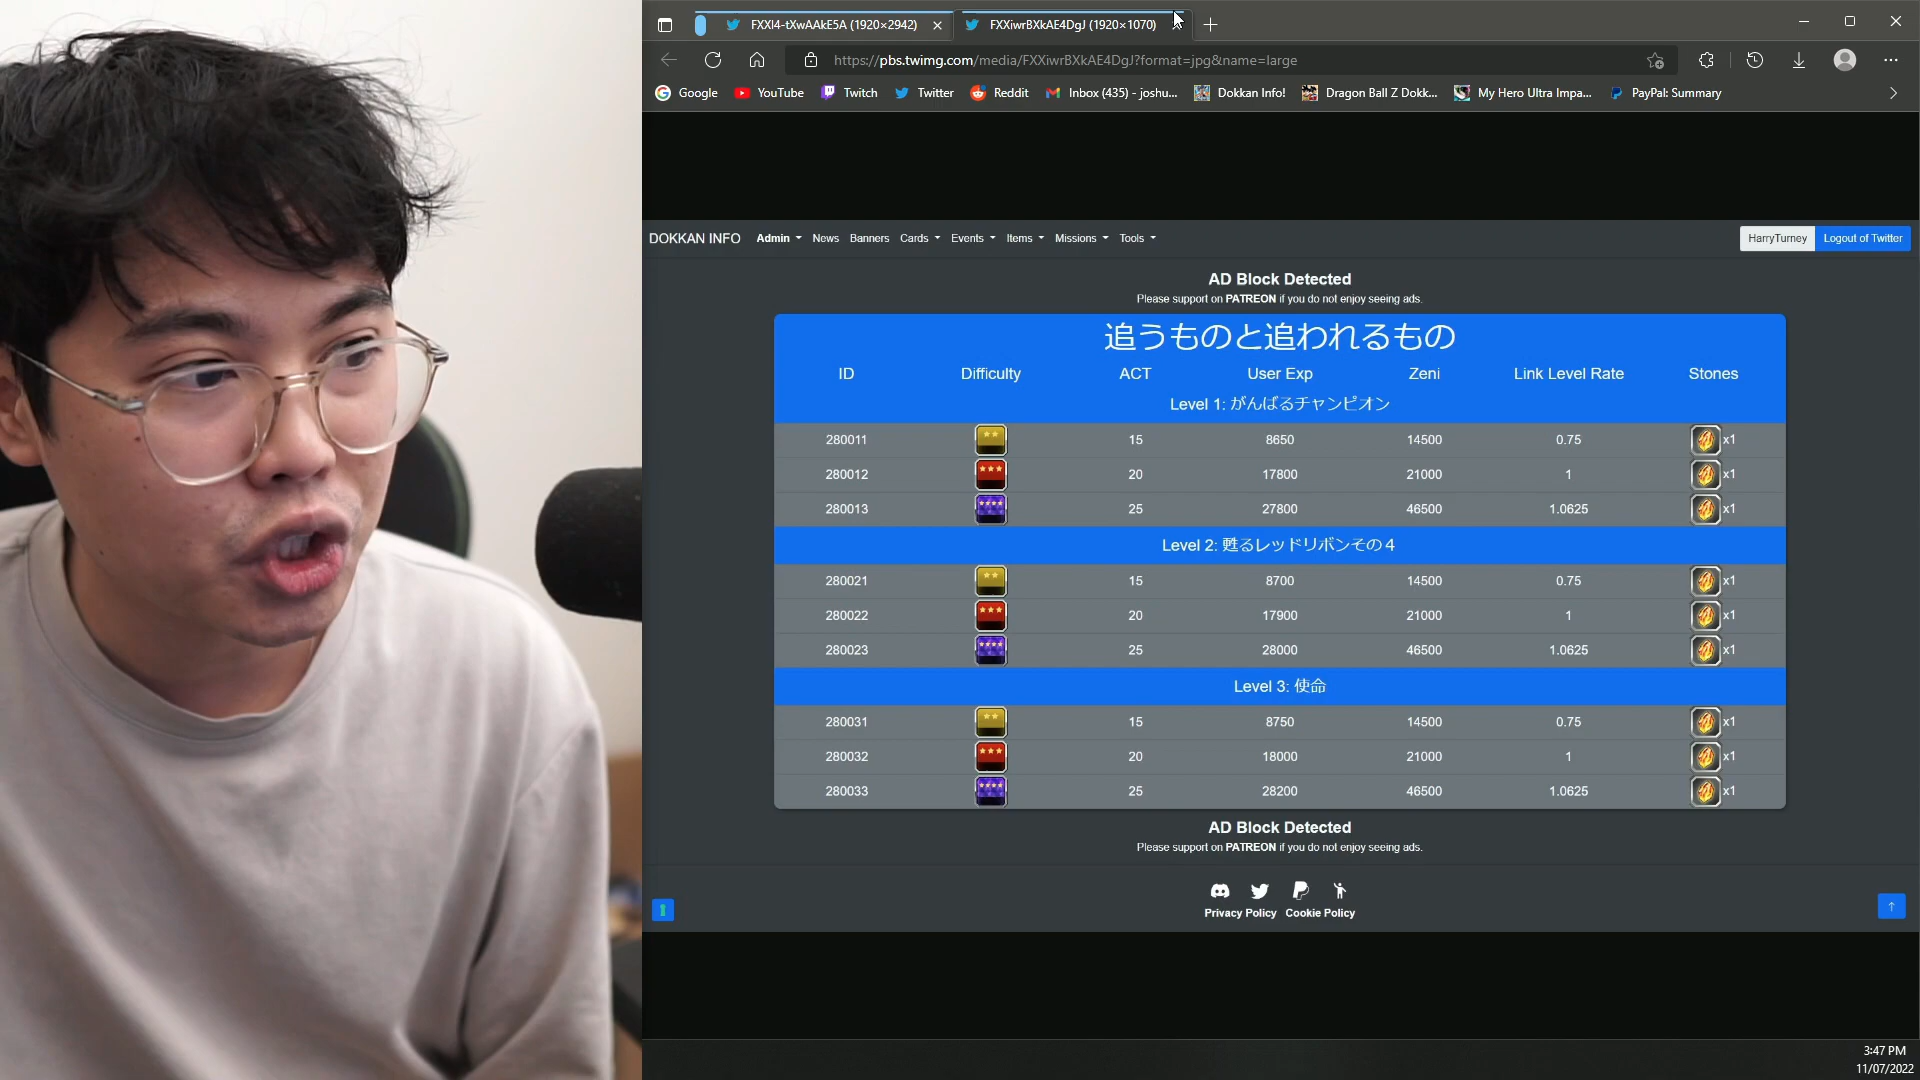 FXXI4-tXwAAkE5A (1920×2942)
FXXiwrBXkAE4DgJ (1920×1070)
https://pbs.twimg.com/media/FXXiwrBXkAE4DgJ?format=jpg&name=large
Google YouTube Twitch Twitter Reddit Inbox (435) - joshu... Dokkan Info! Dragon Ball Z Dokk... My Hero Ultra Impa... PayPal: Summary
DOKKAN INFO Admin News Banners Cards Events Items Missions Tools HarryTurney Logout of Twitter
AD Block Detected
Please support on PATREON if you do not enjoy seeing ads.
追うものと追われるもの
ID Difficulty ACT User Exp Zeni Link Level Rate Stones
Level 1: がんばるチャンピオン
280011 15 8650 14500 0.75 x1
280012 20 17800 21000 1 x1
280013 25 27800 46500 1.0625 x1
Level 2: 甦るレッドリボンその４
280021 15 8700 14500 0.75 x1
280022 20 17900 21000 1 x1
280023 25 28000 46500 1.0625 x1
Level 3: 使命
280031 15 8750 14500 0.75 x1
280032 20 18000 21000 1 x1
280033 25 28200 46500 1.0625 x1
AD Block Detected
Please support on PATREON if you do not enjoy seeing ads.
Privacy Policy Cookie Policy
3:47 PM
11/07/2022